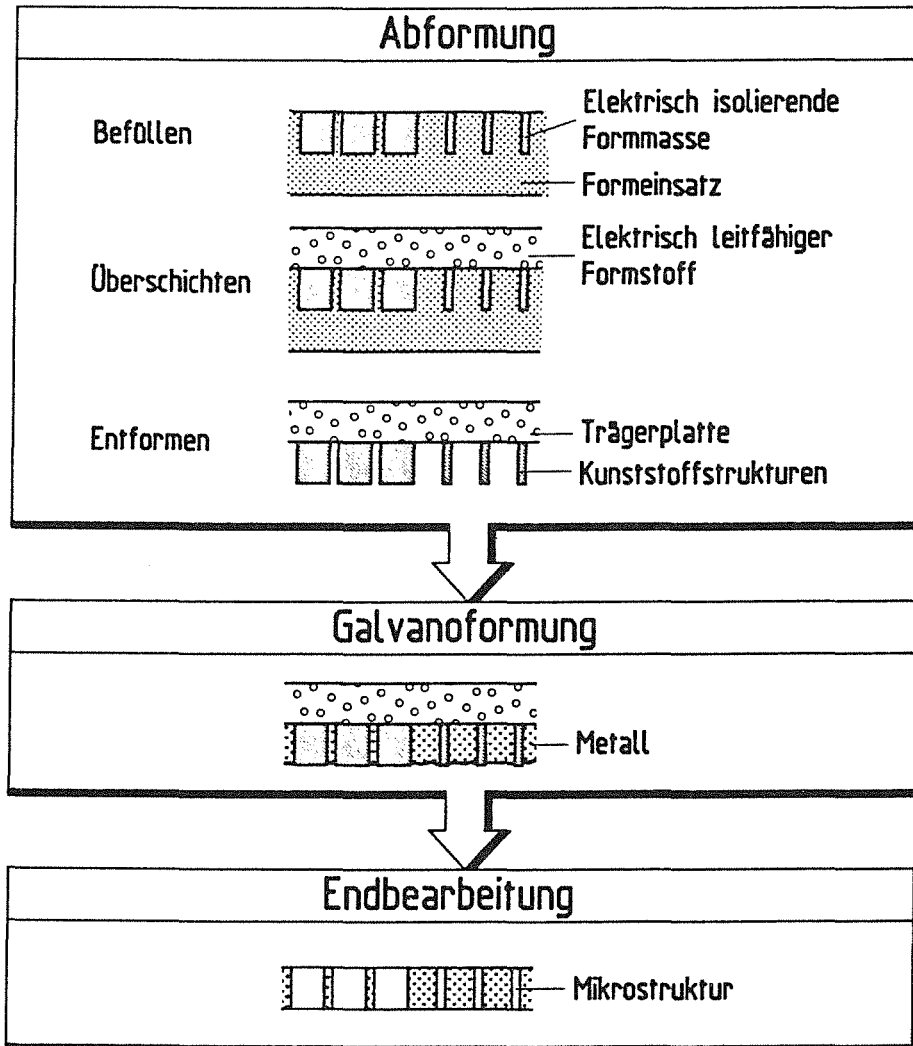 Abformung
Befüllen
Elektrisch isolierende
Formmasse
Formeinsatz
Überschichten
Elektrisch leitfähiger
Formstoff
Entformen
Trägerplatte
Kunststoffstrukturen
Galvanoformung
Metall
Endbearbeitung
Mikrostruktur